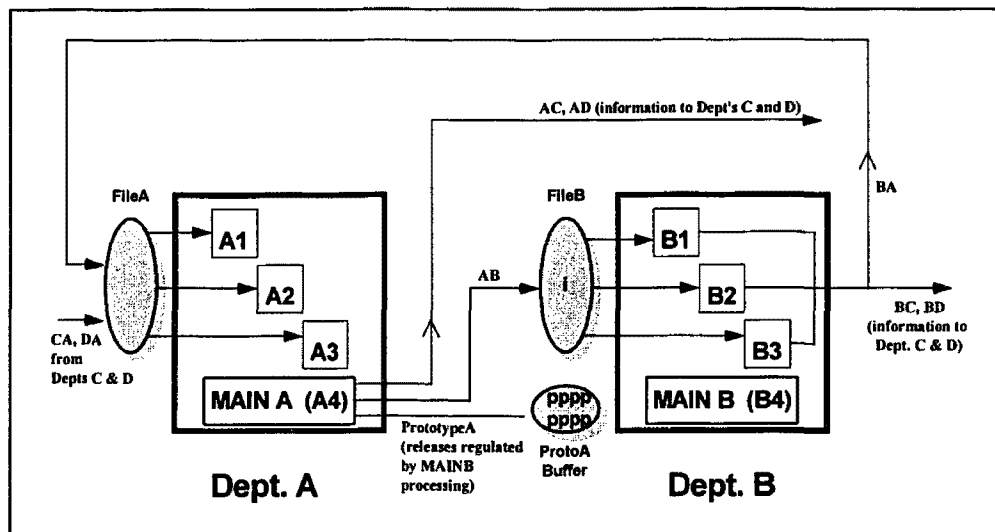 AC, AD (information to Dept's C and D)
BA
FileA
A1
A2
A3
MAIN A (A4)
CA, DA
from
Depts C & D
AB
FileB
i
B1
B2
B3
MAIN B (B4)
BC, BD
(information to
Dept. C & D)
PrototypeA
(releases regulated
by MAINB
processing)
pppp
pppp
ProtoA
Buffer
Dept. A
Dept. B